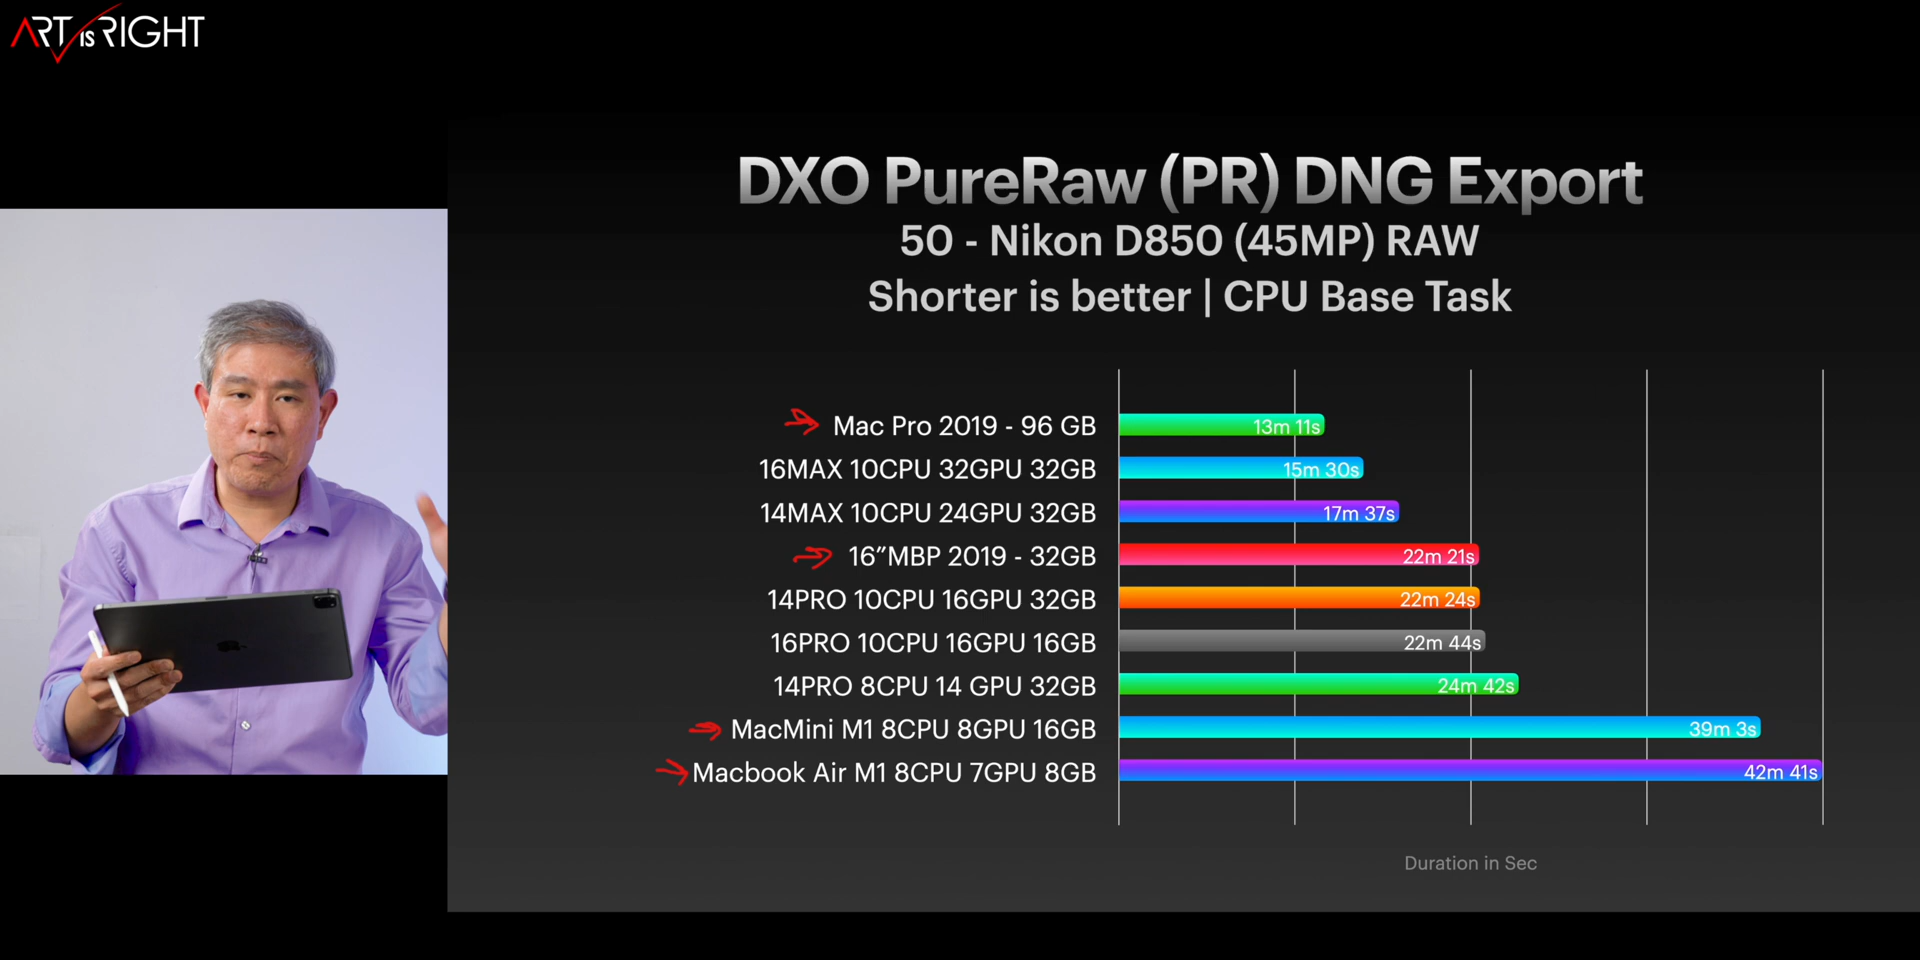 ART IS RIGHT
DXO PureRaw (PR) DNG Export
50 - Nikon D850 (45MP) RAW
Shorter is better | CPU Base Task
Mac Pro 2019 - 96 GB 13m 11s
16MAX 10CPU 32GPU 32GB 15m 30s
14MAX 10CPU 24GPU 32GB 17m 37s
16”MBP 2019 - 32GB 22m 21s
14PRO 10CPU 16GPU 32GB 22m 24s
16PRO 10CPU 16GPU 16GB 22m 44s
14PRO 8CPU 14 GPU 32GB 24m 42s
MacMini M1 8CPU 8GPU 16GB 39m 3s
Macbook Air M1 8CPU 7GPU 8GB 42m 41s
Duration in Sec